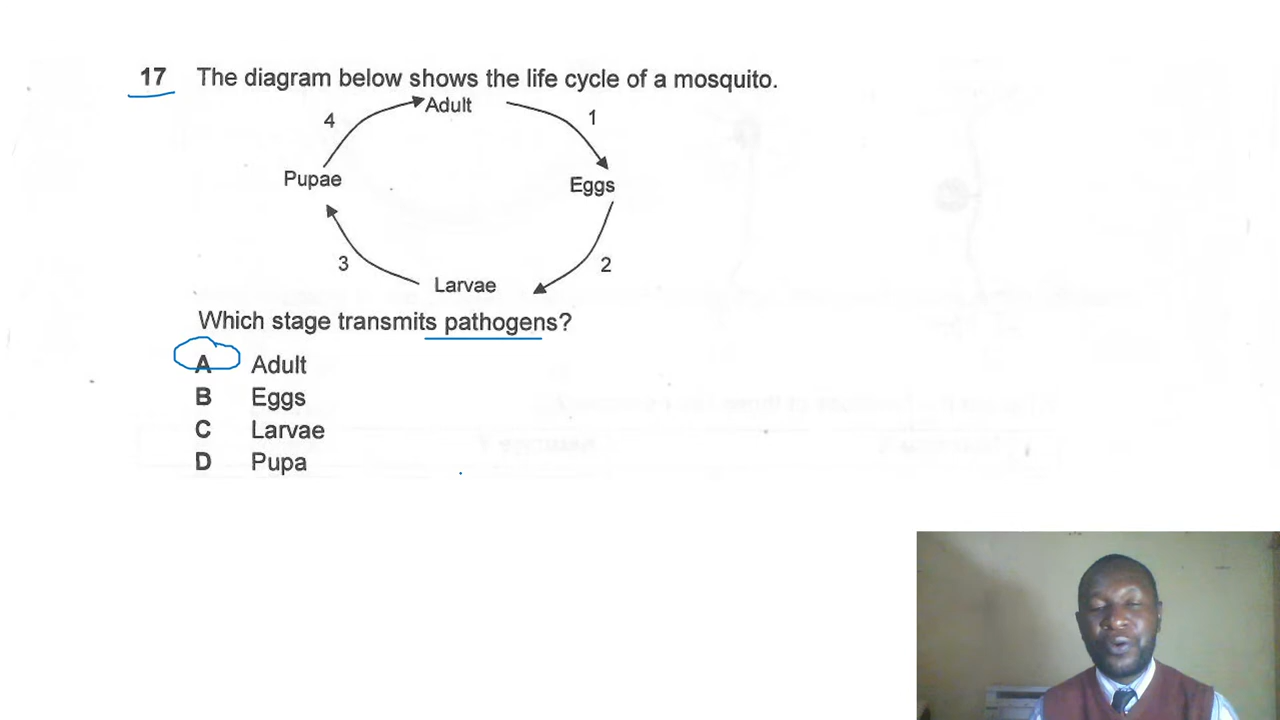 17 The diagram below shows the life cycle of a mosquito.
Adult
4
1
Pupae
Eggs
3
2
Larvae
Which stage transmits pathogens?
A Adult
B Eggs
C Larvae
D Pupa